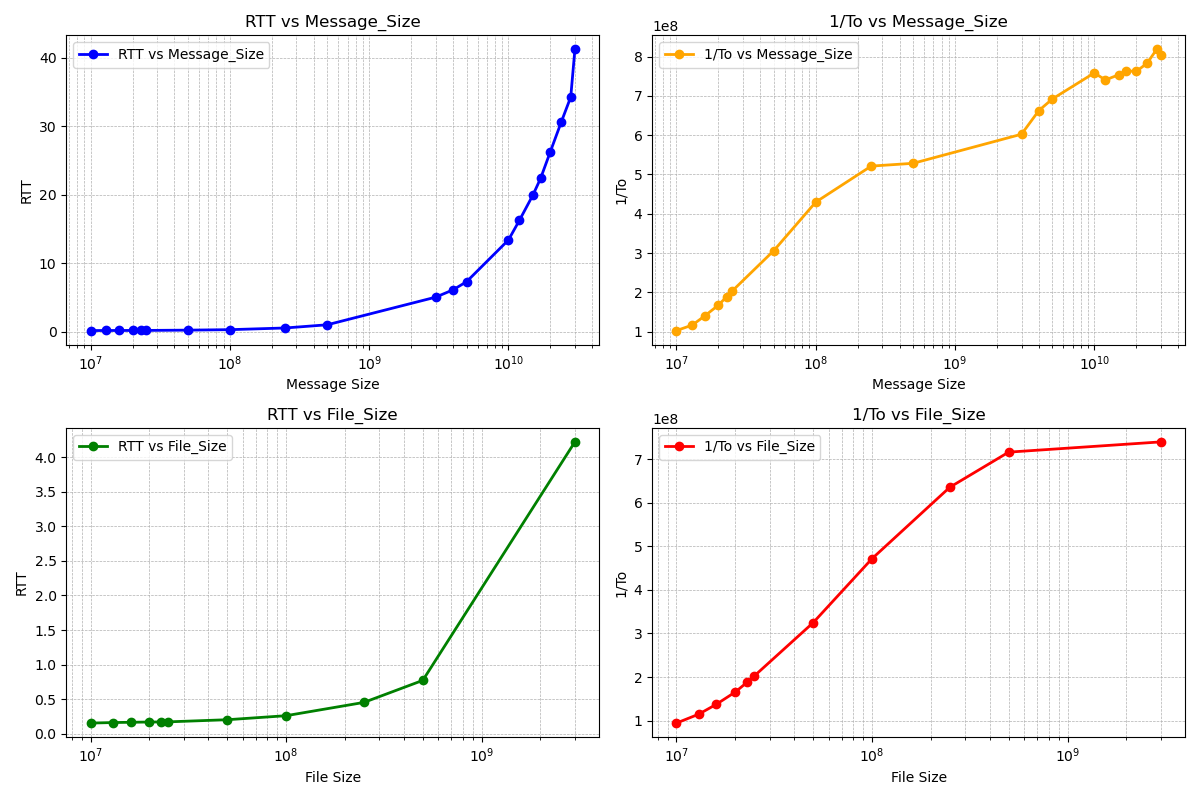 RTT vs Message_Size
RTT vs Message_Size
40
30
20
10
0
RTT
10⁷
10⁸
10⁹
10¹⁰
Message Size
1/To vs Message_Size
1e8
1/To vs Message_Size
8
7
6
5
4
3
2
1
1/To
10⁷
10⁸
10⁹
10¹⁰
Message Size
RTT vs File_Size
RTT vs File_Size
4.0
3.5
3.0
2.5
2.0
1.5
1.0
0.5
0.0
RTT
10⁷
10⁸
10⁹
File Size
1/To vs File_Size
1e8
1/To vs File_Size
7
6
5
4
3
2
1
1/To
10⁷
10⁸
10⁹
File Size